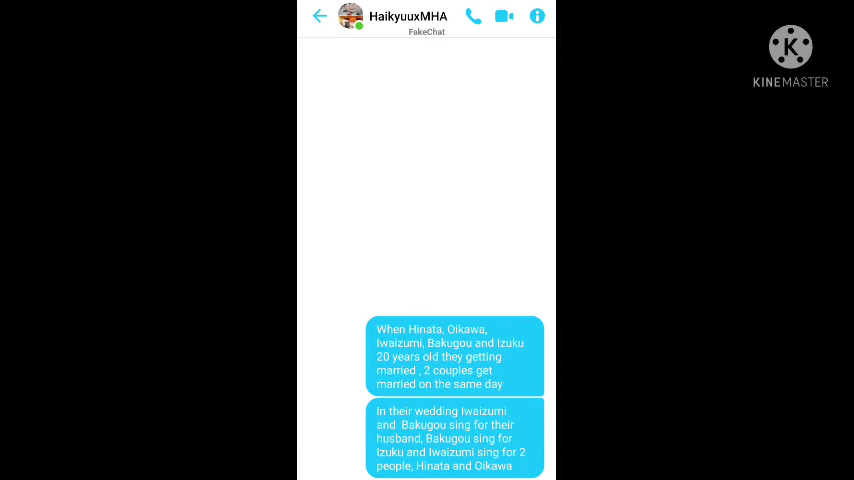 HaikyuuxMHA
FakeChat
K
KINEMASTER
When Hinata, Oikawa,
Iwaizumi, Bakugou and Izuku
20 years old they getting
married , 2 couples get
married on the same day
In their wedding Iwaizumi
and  Bakugou sing for their
husband, Bakugou sing for
Izuku and Iwaizumi sing for 2
people, Hinata and Oikawa